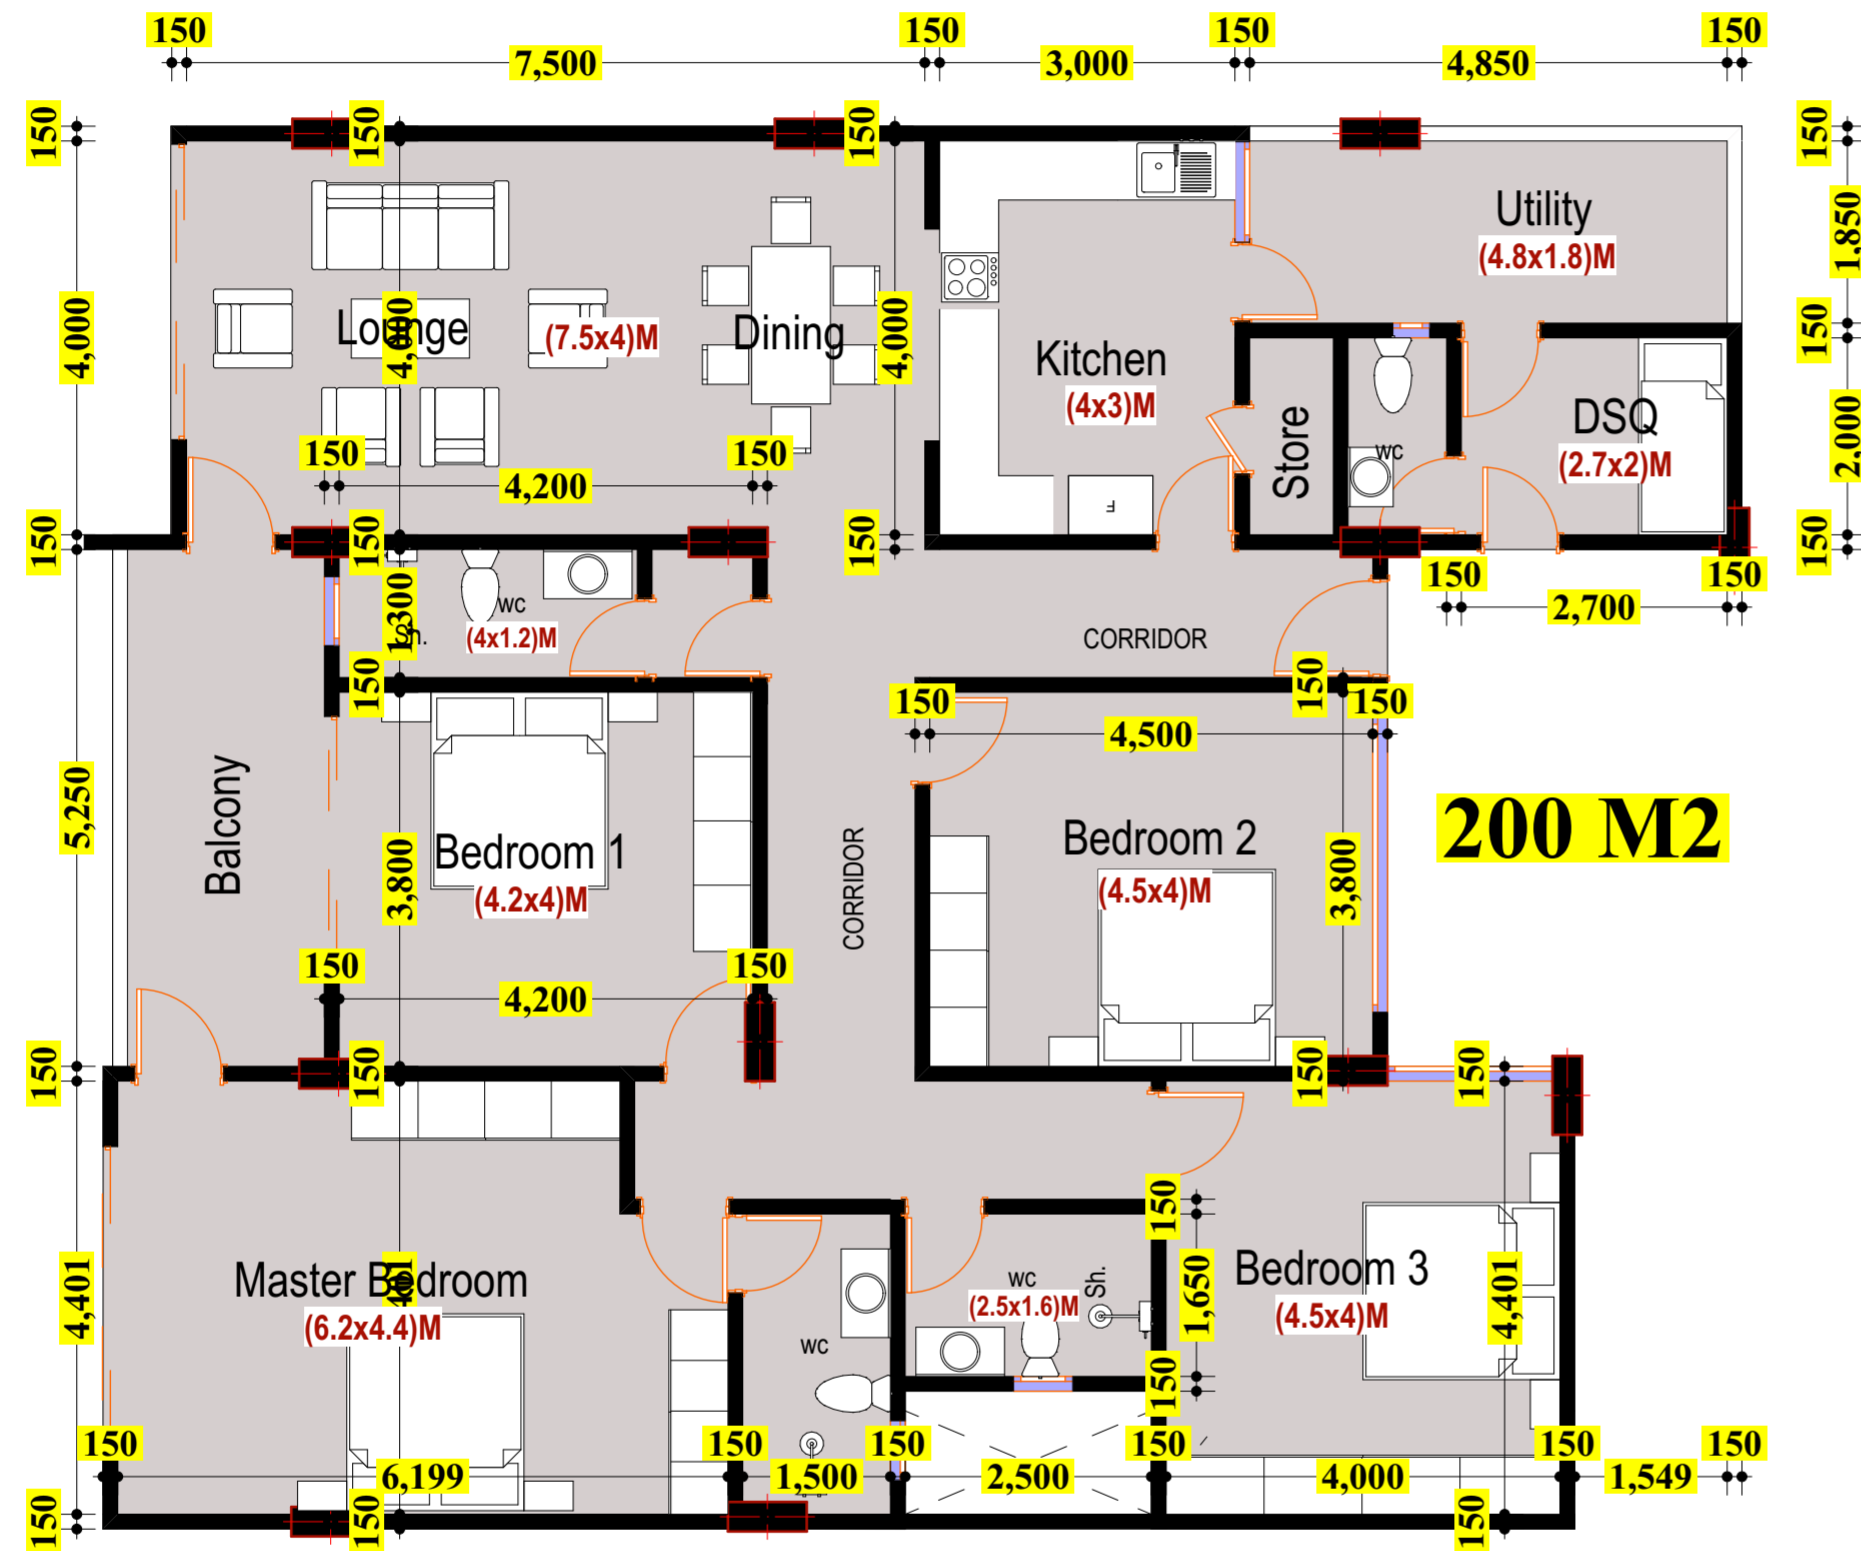 150 150 150 150
7,500 3,000 4,850
150 150 150 150
Utility
(4.8x1.8)M
1,850
4,000 Lounge 4,000 (7.5x4)M Dining 4,000
150
Kitchen
(4x3)M
Store
WC
DSQ
(2.7x2)M
2,000
150 150
4,200
F
150 150 150 150
150 150
2,700
1,300
WC
Sh.
(4x1.2)M
CORRIDOR
150 150
150 150
4,500
5,250
Balcony
Bedroom 1
(4.2x4)M
3,800
CORRIDOR
Bedroom 2
(4.5x4)M
3,800
200 M2
150 150
4,200
150 150 150 150
150
4,401
Master Bedroom
(6.2x4.4)M
4,401
WC
WC
(2.5x1.6)M
Sh.
1,650
150
Bedroom 3
(4.5x4)M
4,401
150 150 150 150 150 150
6,199 1,500 2,500 4,000 1,549
150 150 150